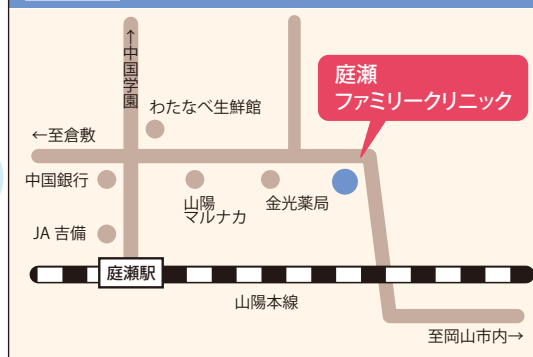 ↑中国学園
庭瀬
ファミリークリニック
わたなべ生鮮館
←至倉敷
中国銀行
山陽
マルナカ
金光薬局
JA 吉備
庭瀬駅
山陽本線
至岡山市内→